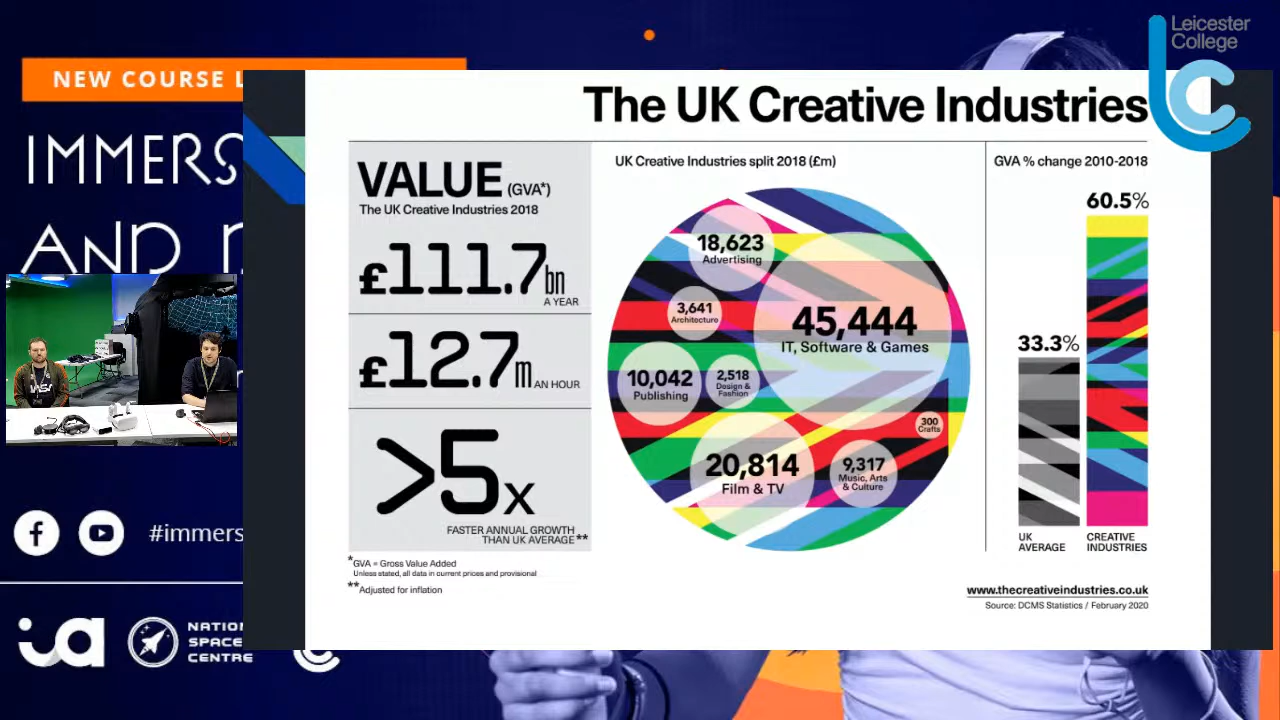 Leicester
College
NEW COURSE L
IMMERS
AND
#immers
NATION
SPACE
CENTRE
The UK Creative Industries
VALUE (GVA*)
The UK Creative Industries 2018
£111.7bn
A YEAR
£12.7m AN HOUR
>5x
FASTER ANNUAL GROWTH
THAN UK AVERAGE**
*GVA = Gross Value Added
Unless stated, all data in current prices and provisional
**Adjusted for inflation
UK Creative Industries split 2018 (£m)
18,623
Advertising
3,641
Architecture
45,444
IT, Software & Games
10,042
Publishing
2,518
Design &
Fashion
300
Crafts
20,814
Film & TV
9,317
Music, Arts
& Culture
GVA % change 2010-2018
60.5%
33.3%
UK
AVERAGE
CREATIVE
INDUSTRIES
www.thecreativeindustries.co.uk
Source: DCMS Statistics / February 2020